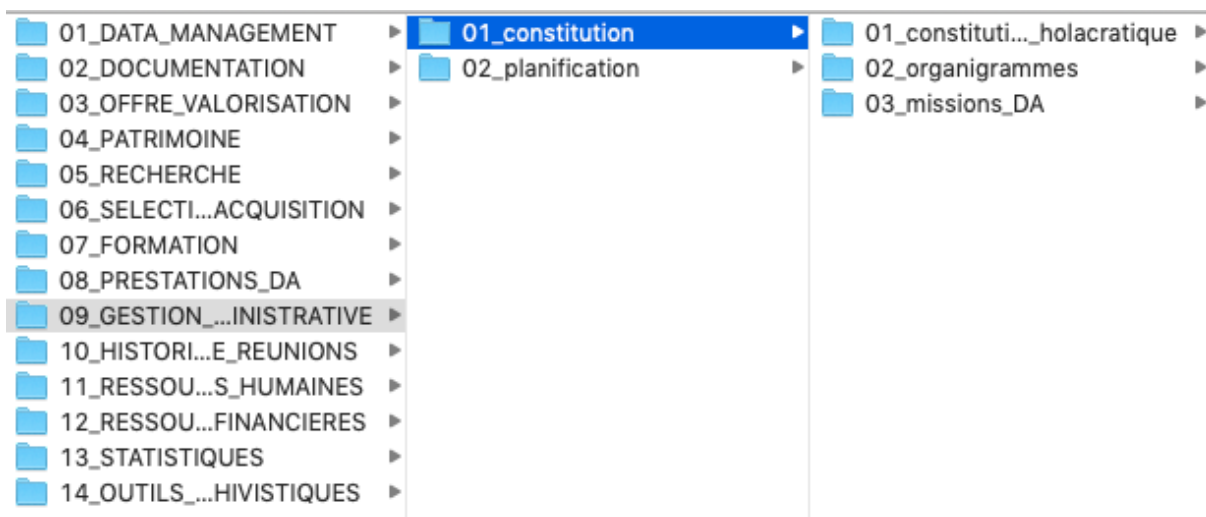 01_DATA_MANAGEMENT
02_DOCUMENTATION
03_OFFRE_VALORISATION
04_PATRIMOINE
05_RECHERCHE
06_SELECTI...ACQUISITION
07_FORMATION
08_PRESTATIONS_DA
09_GESTION_...INISTRATIVE
10_HISTORI...E_REUNIONS
11_RESSOU...S_HUMAINES
12_RESSOU...FINANCIERES
13_STATISTIQUES
14_OUTILS_...HIVISTIQUES
01_constitution
02_planification
01_constituti..._holacratique
02_organigrammes
03_missions_DA